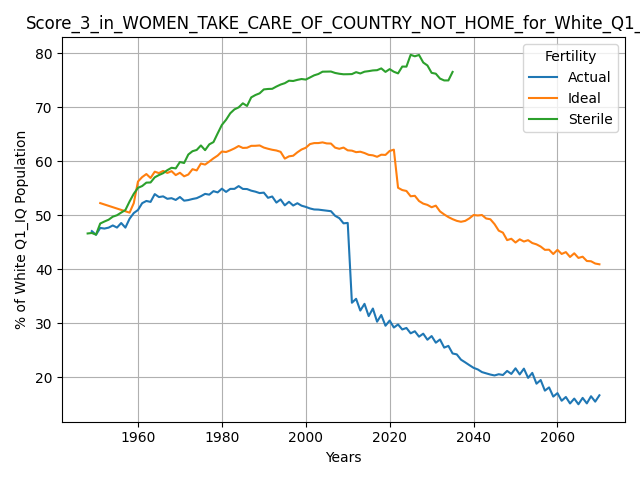 Score_3_in_WOMEN_TAKE_CARE_OF_COUNTRY_NOT_HOME_for_White_Q1_
Fertility
Actual
Ideal
Sterile
% of White Q1_IQ Population
80
70
60
50
40
30
20
1960 1980 2000 2020 2040 2060
Years